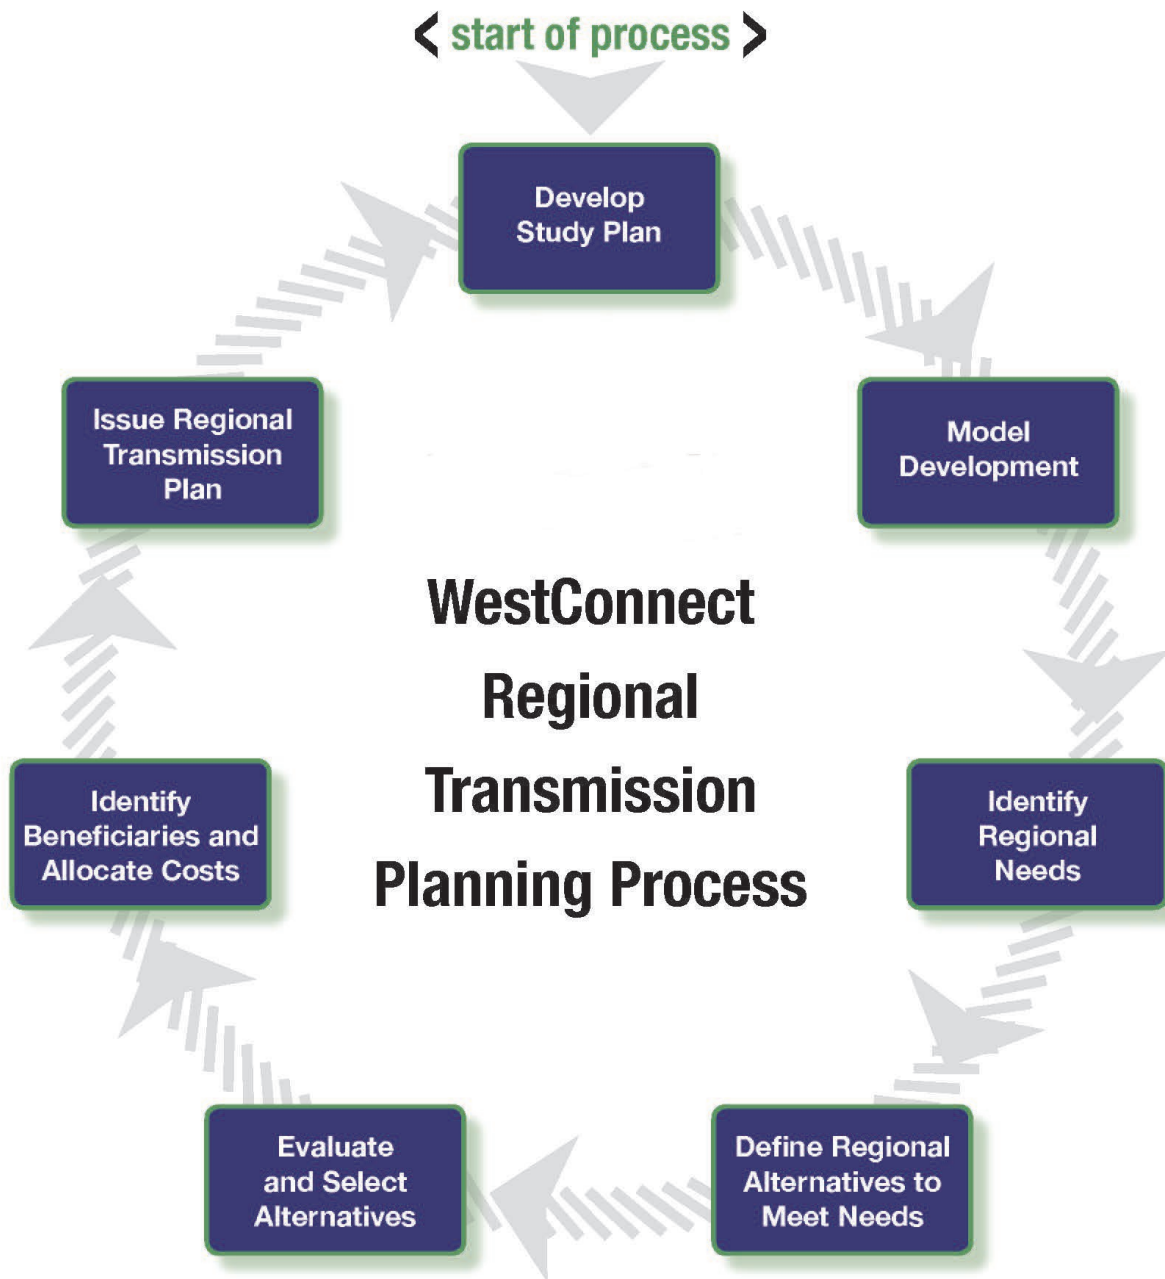 < start of process >
Develop
Study Plan
Model
Development
Identify
Regional
Needs
Define Regional
Alternatives to
Meet Needs
Evaluate
and Select
Alternatives
Identify
Beneficiaries and
Allocate Costs
Issue Regional
Transmission
Plan
WestConnect
Regional
Transmission
Planning Process